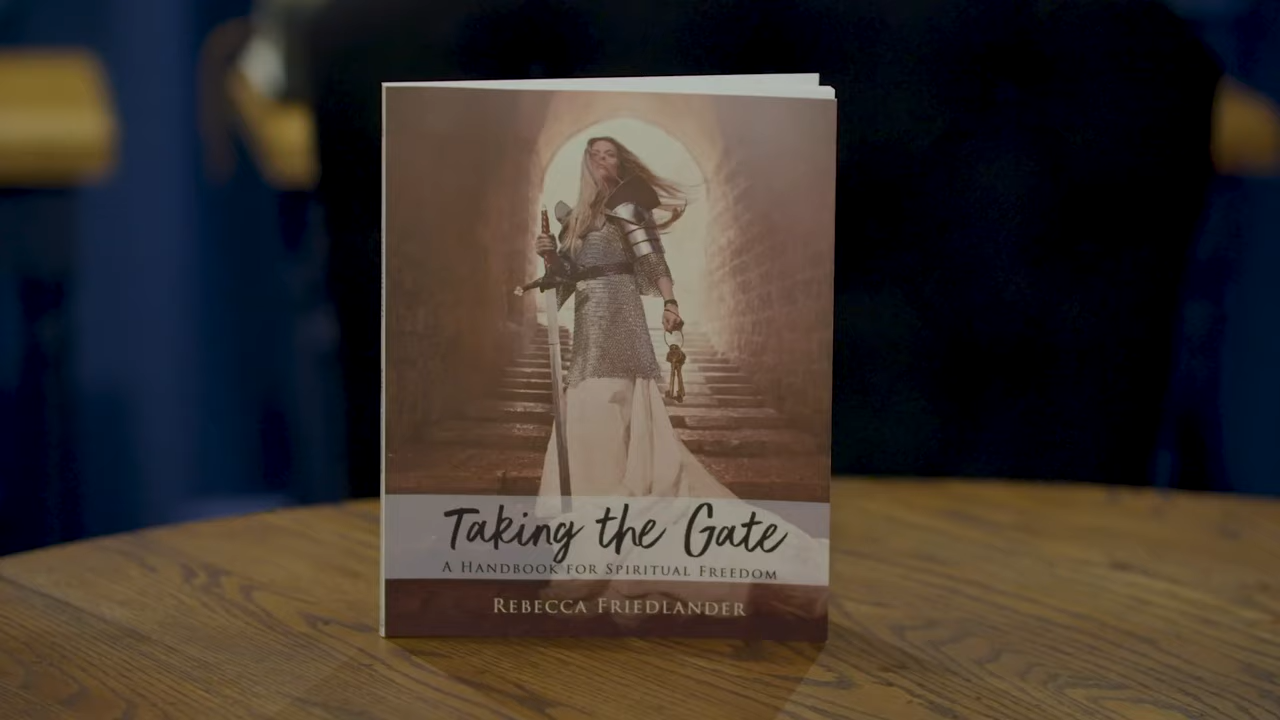 Taking the Gate
A Handbook for Spiritual Freedom
Rebecca Friedlander